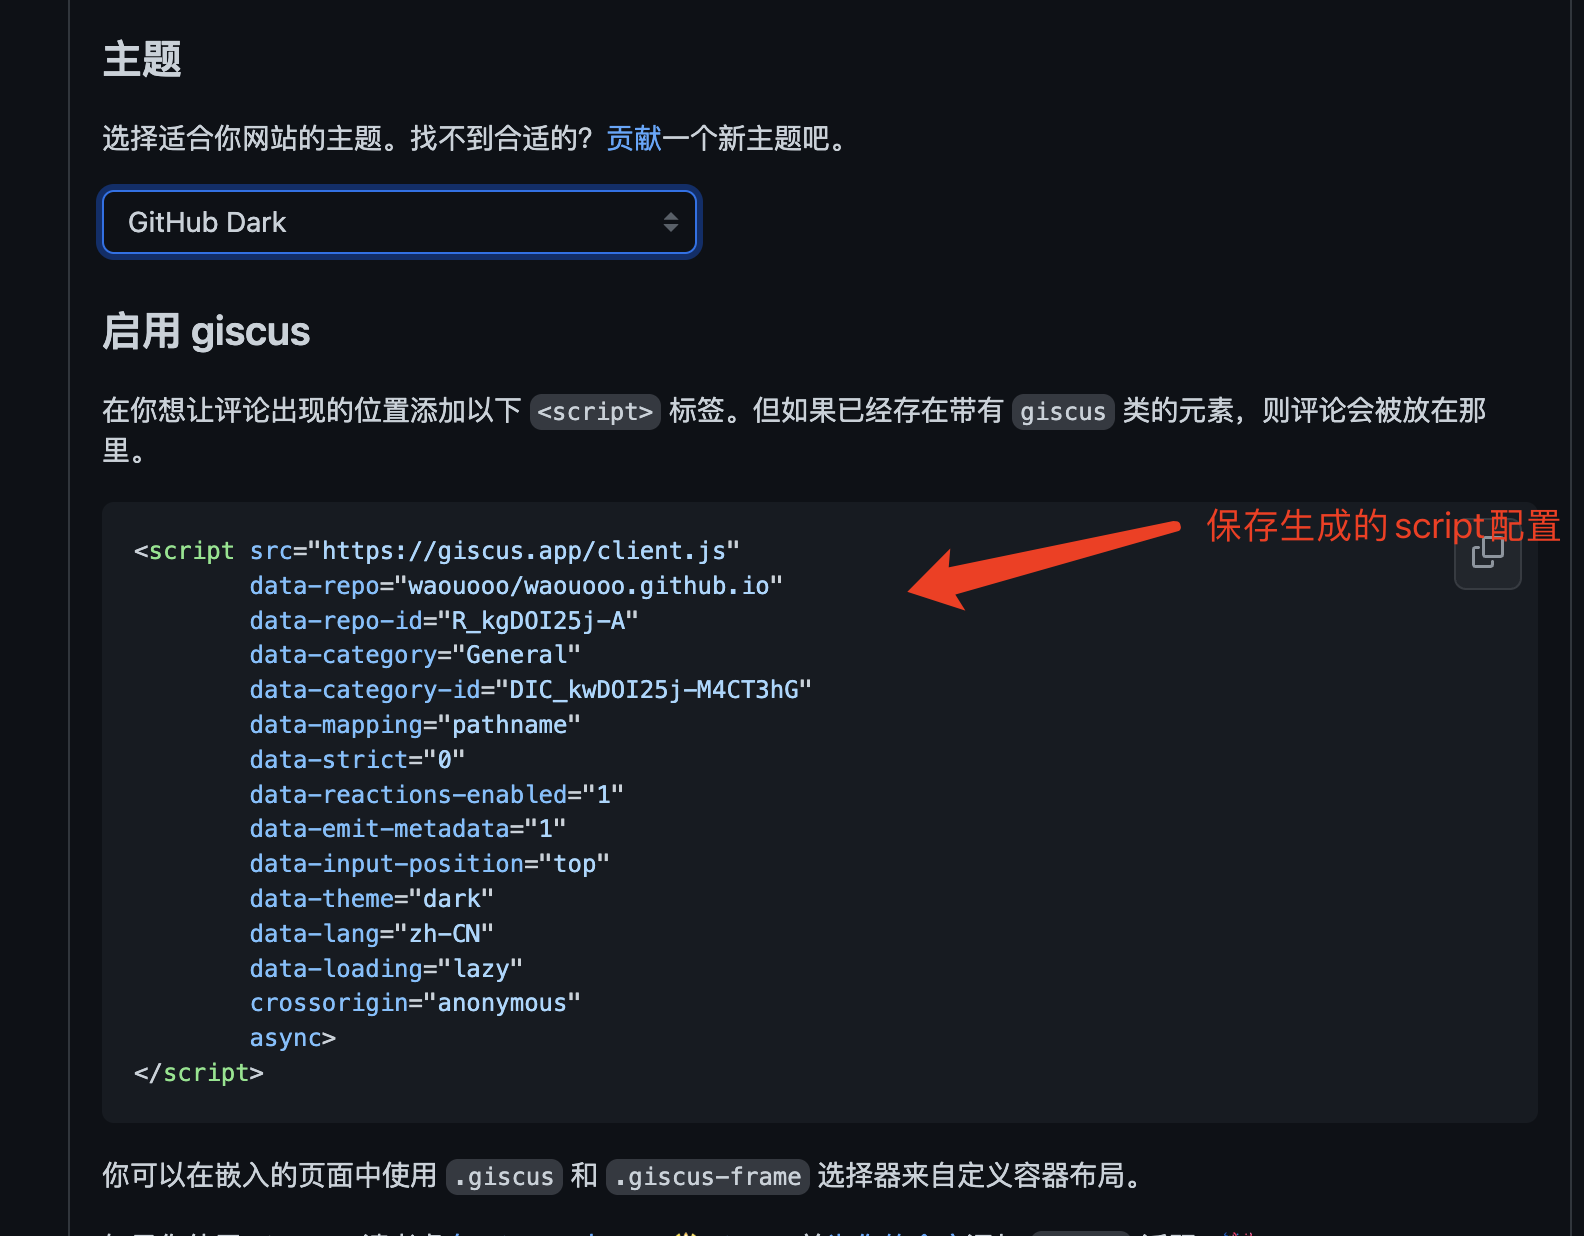 主题
选择适合你网站的主题。找不到合适的？贡献一个新主题吧。
GitHub Dark
启用 giscus
在你想让评论出现的位置添加以下 <script> 标签。但如果已经存在带有 giscus 类的元素，则评论会被放在那
里。
保存生成的script配置
<script src="https://giscus.app/client.js"
data-repo="waouooo/waouooo.github.io"
data-repo-id="R_kgDOI25j-A"
data-category="General"
data-category-id="DIC_kwDOI25j-M4CT3hG"
data-mapping="pathname"
data-strict="0"
data-reactions-enabled="1"
data-emit-metadata="1"
data-input-position="top"
data-theme="dark"
data-lang="zh-CN"
data-loading="lazy"
crossorigin="anonymous"
async>
</script>
你可以在嵌入的页面中使用 .giscus 和 .giscus-frame 选择器来自定义容器布局。